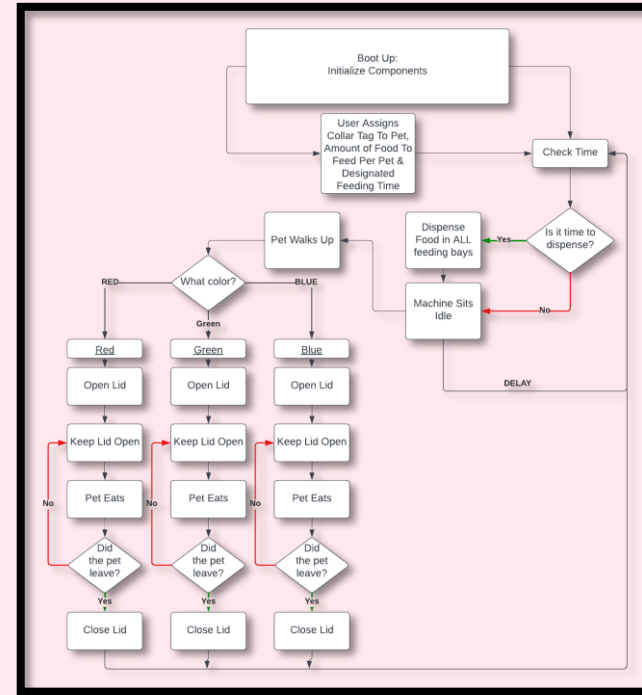 Boot Up:
Initialize Components
User Assigns
Collar Tag To Pet,
Amount of Food To
Feed Per Pet &
Designated
Feeding Time
Check Time
Is it time to
dispense?
Yes
No
Dispense
Food in ALL
feeding bays
Machine Sits
Idle
DELAY
Pet Walks Up
What color?
RED
Green
BLUE
Red
Green
Blue
Open Lid
Open Lid
Open Lid
Keep Lid Open
Keep Lid Open
Keep Lid Open
Pet Eats
Pet Eats
Pet Eats
No
No
No
Did
the pet
leave?
Did
the pet
leave?
Did
the pet
leave?
Yes
Yes
Yes
Close Lid
Close Lid
Close Lid